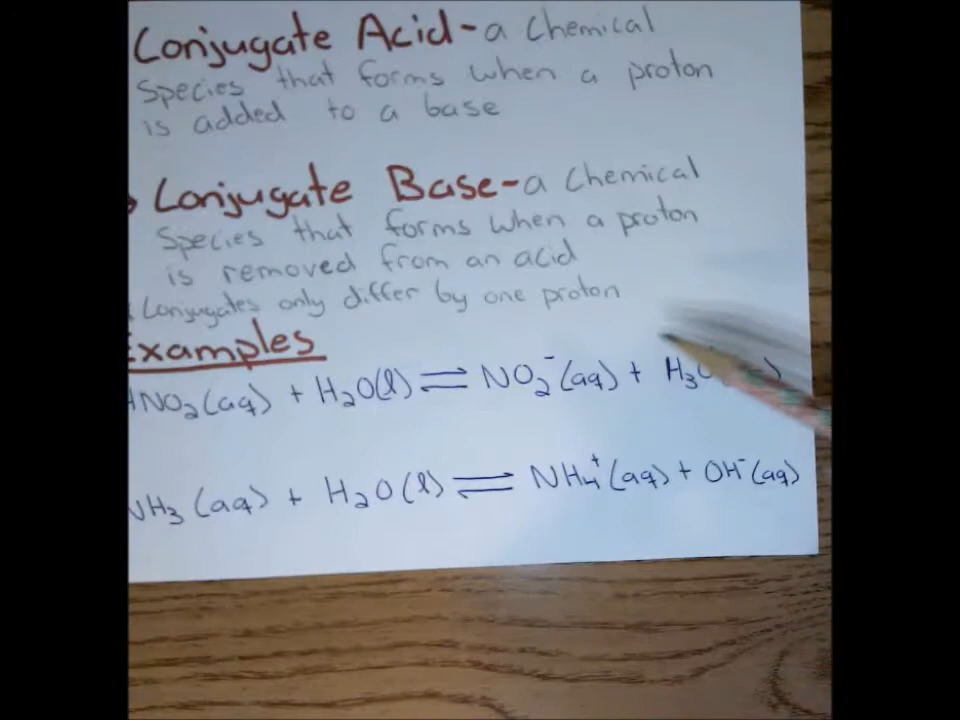 Conjugate Acid-a Chemical
Species that forms when a proton
is added to a base
Conjugate Base-a Chemical
Species that forms when a proton
is removed from an acid
Conjugates only differ by one proton
Examples
HNO₂(aq) + H₂O(l) ⇌ NO₂⁻(aq) + H₃
NH₃(aq) + H₂O(l) ⇌ NH₄⁺(aq) + OH⁻(aq)